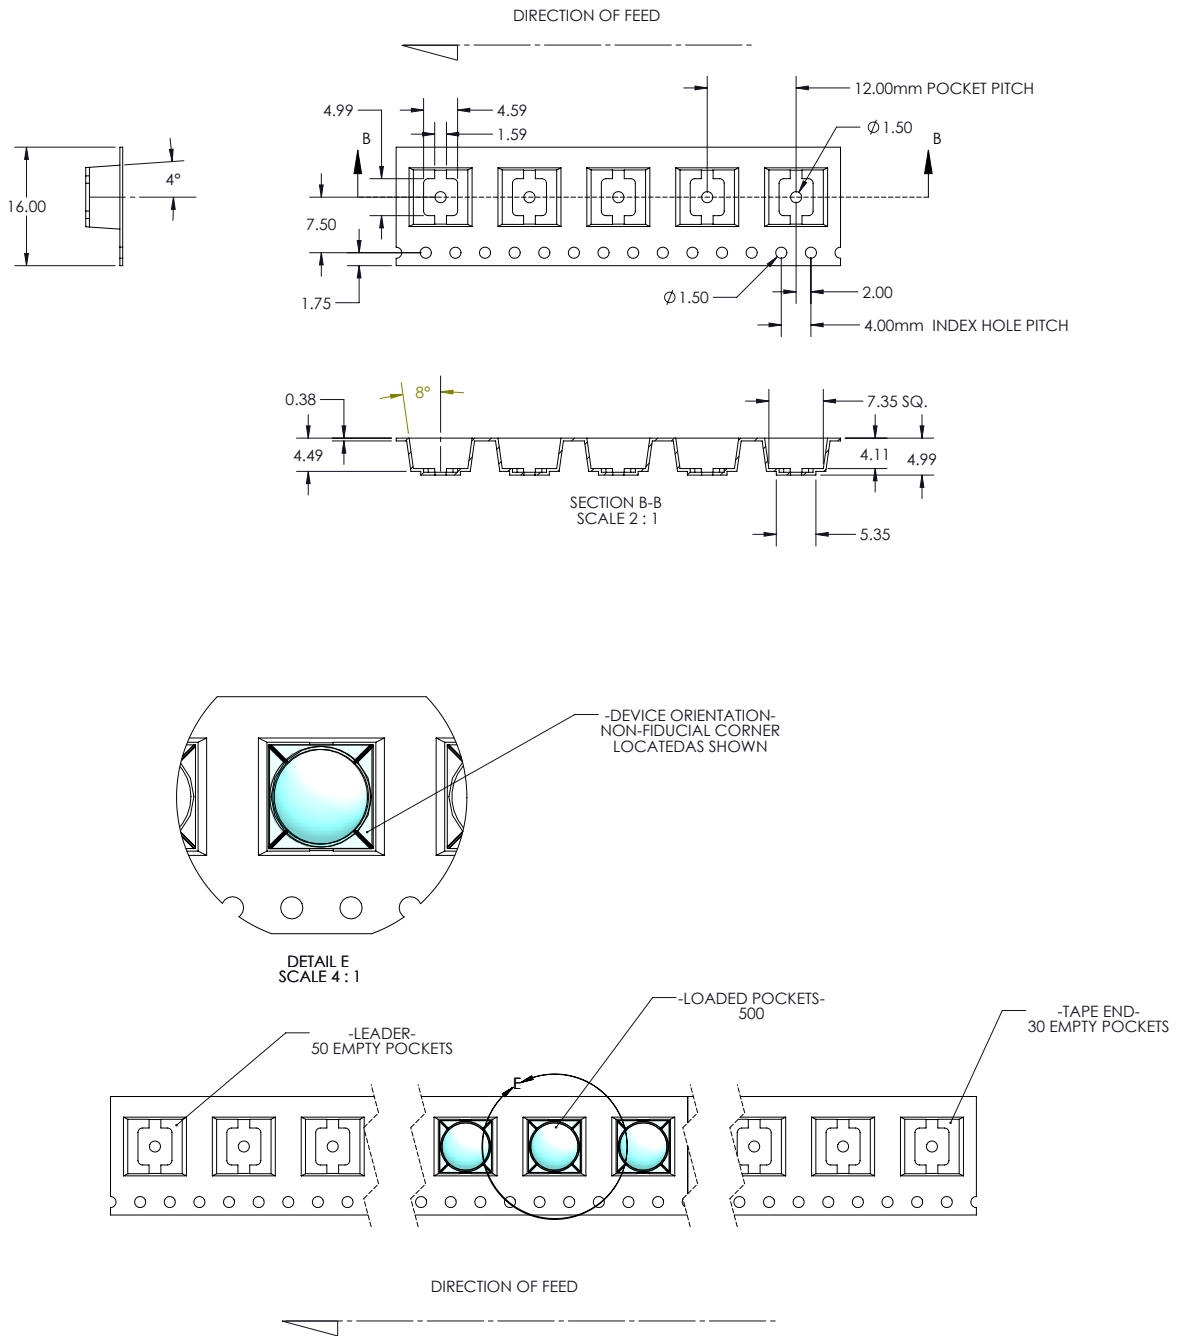 DIRECTION OF FEED
12.00mm POCKET PITCH
4.99
4.59
1.59
Ø1.50
B
B
4°
16.00
7.50
1.75
Ø1.50
2.00
4.00mm INDEX HOLE PITCH
8°
0.38
7.35 SQ.
4.49
4.11
4.99
SECTION B-B
SCALE 2 : 1
5.35
-DEVICE ORIENTATION-
NON-FIDUCIAL CORNER
LOCATEDAS SHOWN
DETAIL E
SCALE 4 : 1
-LOADED POCKETS-
500
-TAPE END-
30 EMPTY POCKETS
-LEADER-
50 EMPTY POCKETS
E
DIRECTION OF FEED